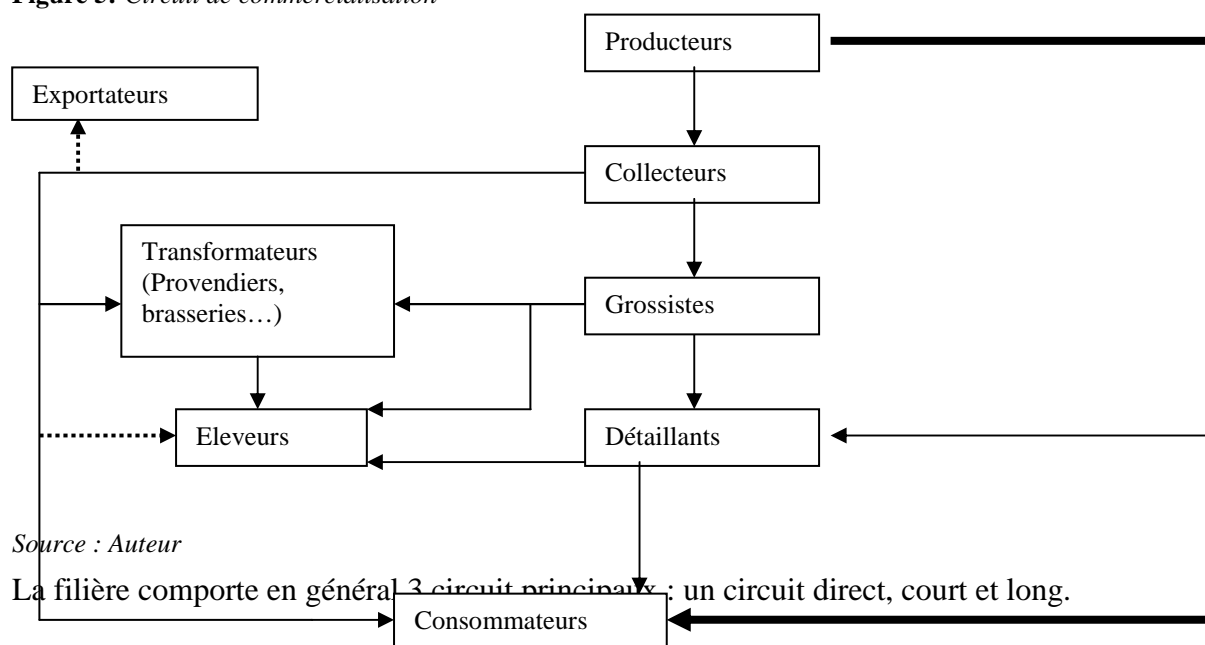 Figure 3: Circuit de commercialisation
Producteurs
Exportateurs
Collecteurs
Transformateurs
(Provendiers,
brasseries…)
Grossistes
Eleveurs
Détaillants
Source : Auteur
La filière comporte en général 3 circuit principaux : un circuit direct, court et long.
Consommateurs